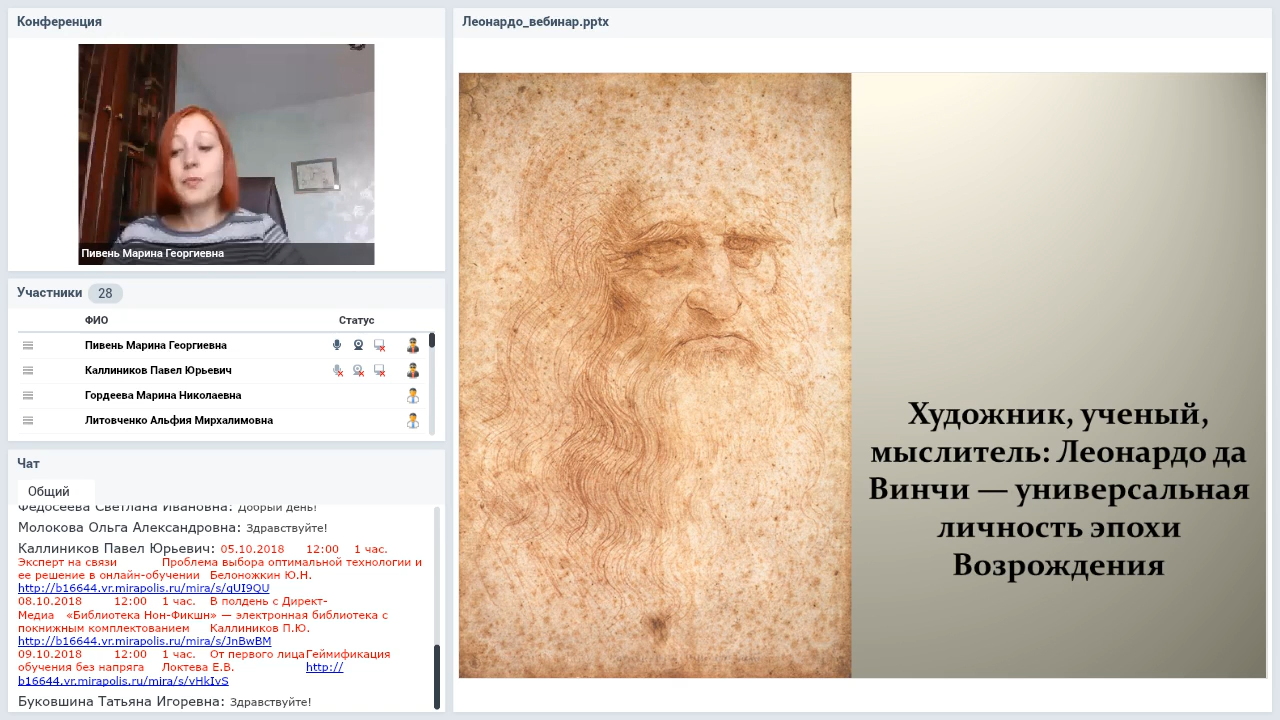 Конференция
Пивень Марина Георгиевна
Участники 28
ФИО Статус
Пивень Марина Георгиевна
Каллиников Павел Юрьевич
Гордеева Марина Николаевна
Литовченко Альфия Мирхалимовна
Чат
Общий
Федосеева Светлана Ивановна: Добрый день!
Молокова Ольга Александровна: Здравствуйте!
Каллиников Павел Юрьевич: 05.10.2018 12:00 1 час.
Эксперт на связи Проблема выбора оптимальной технологии и
ее решение в онлайн-обучении Белоножкин Ю.Н.
http://b16644.vr.mirapolis.ru/mira/s/qUI9QU
08.10.2018 12:00 1 час. В полдень с Директ-
Медиа «Библиотека Нон-Фикшн» — электронная библиотека с
покнижным комплектованием Каллиников П.Ю.
http://b16644.vr.mirapolis.ru/mira/s/JnBwBM
09.10.2018 12:00 1 час. От первого лица Геймификация
обучения без напряга Локтева Е.В. http://
b16644.vr.mirapolis.ru/mira/s/vHkIvS
Буковшина Татьяна Игоревна: Здравствуйте!
Леонардо_вебинар.pptx
Художник, ученый,
мыслитель: Леонардо да
Винчи — универсальная
личность эпохи
Возрождения